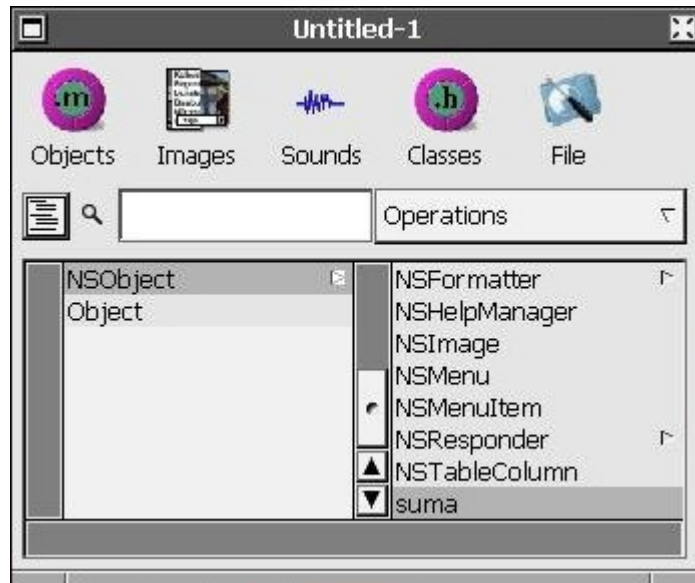 Untitled-1
.m
.h
Objects Images Sounds Classes File
Operations
NSObject
Object
NSFormatter
NSHelpManager
NSImage
NSMenu
NSMenuItem
NSResponder
NSTableColumn
suma